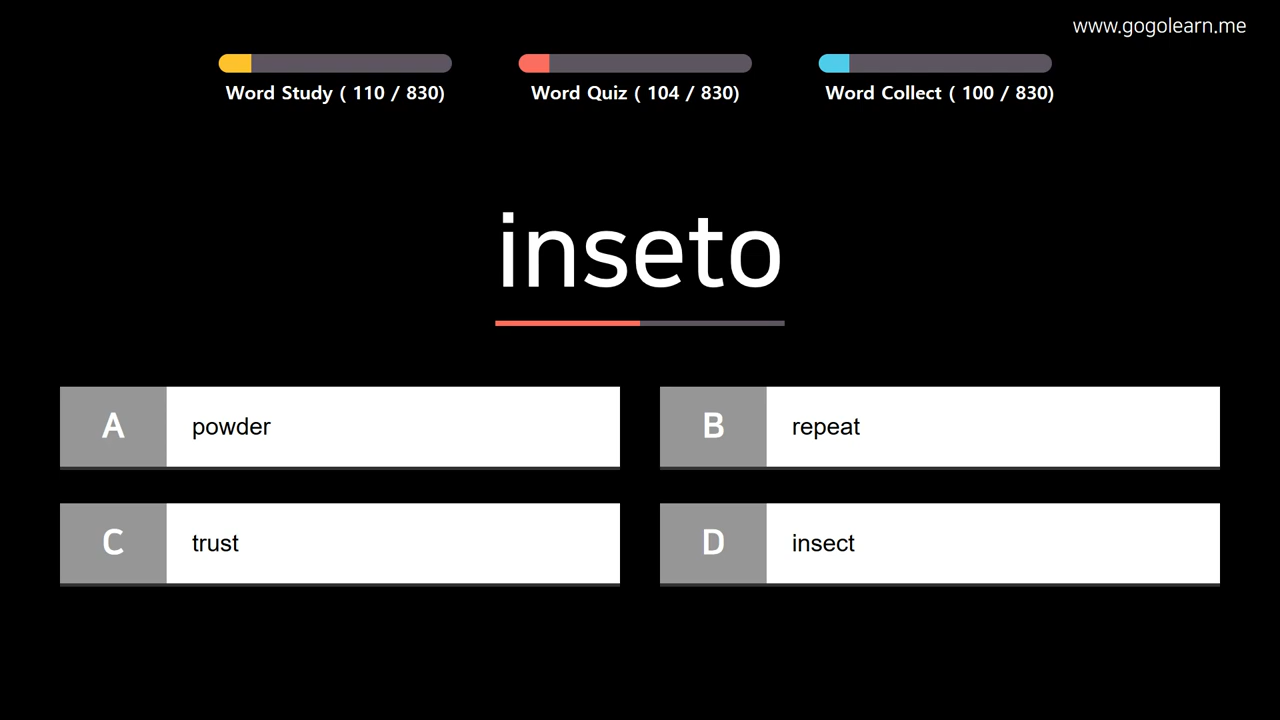 www.gogolearn.me
Word Study ( 110 / 830)
Word Quiz ( 104 / 830)
Word Collect ( 100 / 830)
inseto
A powder
B repeat
C trust
D insect